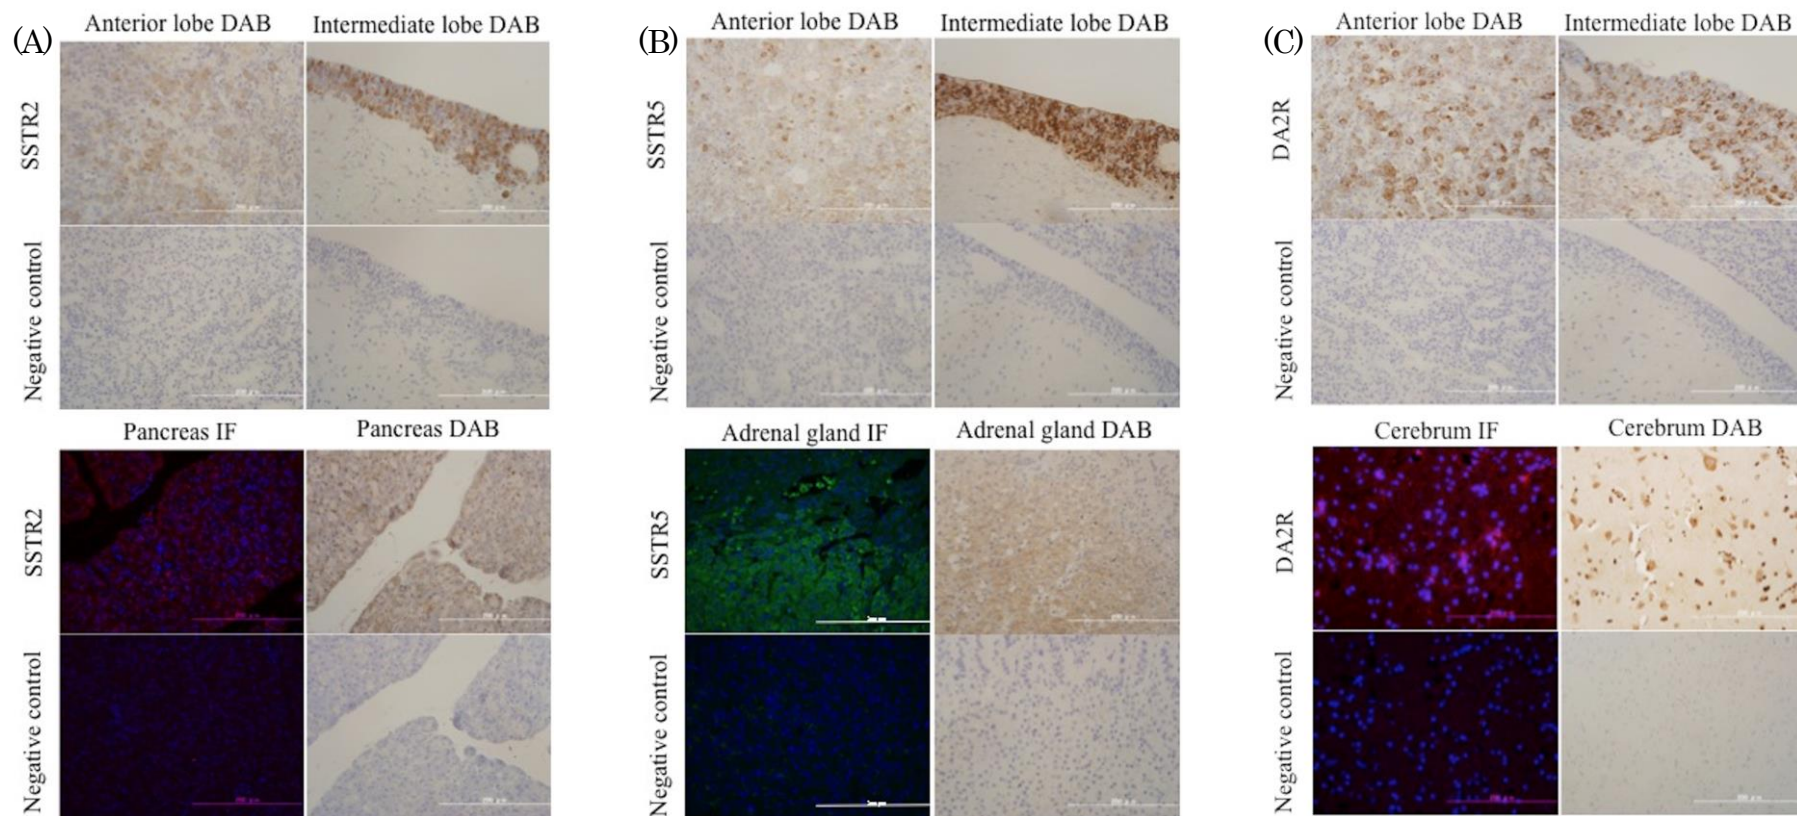 (A)
Anterior lobe DAB
Intermediate lobe DAB
SSTR2
Negative control
Pancreas IF
Pancreas DAB
SSTR2
Negative control
(B)
Anterior lobe DAB
Intermediate lobe DAB
SSTR5
Negative control
Adrenal gland IF
Adrenal gland DAB
SSTR5
Negative control
(C)
Anterior lobe DAB
Intermediate lobe DAB
DA2R
Negative control
Cerebrum IF
Cerebrum DAB
DA2R
Negative control